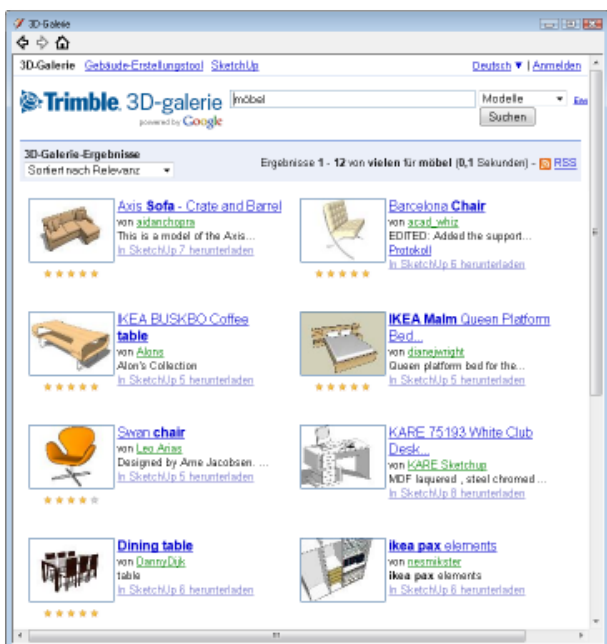 3D-Galerie
3D-Galerie Gebäude-Erstellungstool SketchUp Deutsch ▼ | Anmelden
Trimble. 3D-galerie möbel Modelle
powered by Google Suchen
3D-Galerie-Ergebnisse
Sortiert nach Relevanz Ergebnisse 1 - 12 von vielen für möbel (0,1 Sekunden) - RSS
Axis Sofa - Crate and Barrel
von aidanchopra
This is a model of the Axis...
In SketchUp 7 herunterladen
Barcelona Chair
von acad_whiz
EDITED: Added the support...
Protokoll
In SketchUp 6 herunterladen
IKEA BUSKBO Coffee
table
von Alons
Alon's Collection
In SketchUp 5 herunterladen
IKEA Malm Queen Platform
Bed...
von dianejwright
Queen platform bed for the...
In SketchUp 5 herunterladen
Swan chair
von Leo Arias
Designed by Arne Jacobsen. ...
In SketchUp 5 herunterladen
KARE 75193 White Club
Desk...
von KARE Sketchup
MDF laquered , steel chromed ...
In SketchUp 8 herunterladen
Dining table
von DannyDijk
table
In SketchUp 6 herunterladen
ikea pax elements
von nesmikster
ikea pax elements
In SketchUp 6 herunterladen